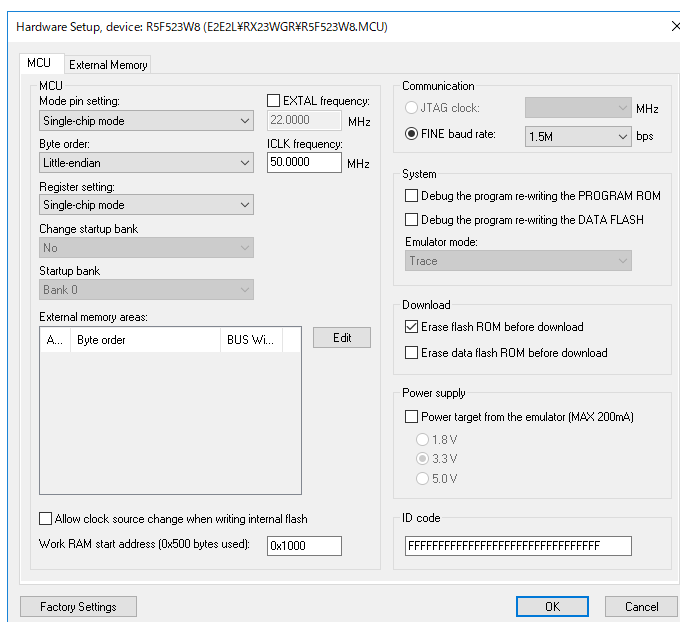 Hardware Setup, device: R5F523W8 (E2E2L¥RX23WGR¥R5F523W8.MCU)
MCU
External Memory
MCU
Mode pin setting:
Single-chip mode
EXTAL frequency:
22.0000 MHz
Byte order:
Little-endian
ICLK frequency:
50.0000 MHz
Register setting:
Single-chip mode
Change startup bank
No
Startup bank
Bank 0
External memory areas:
A... Byte order BUS Wi...
Edit
Allow clock source change when writing internal flash
Work RAM start address (0x500 bytes used): 0x1000
Communication
JTAG clock: MHz
FINE baud rate: 1.5M bps
System
Debug the program re-writing the PROGRAM ROM
Debug the program re-writing the DATA FLASH
Emulator mode:
Trace
Download
Erase flash ROM before download
Erase data flash ROM before download
Power supply
Power target from the emulator (MAX 200mA)
1.8 V
3.3 V
5.0 V
ID code
FFFFFFFFFFFFFFFFFFFFFFFFFFFFFFFF
Factory Settings
OK
Cancel